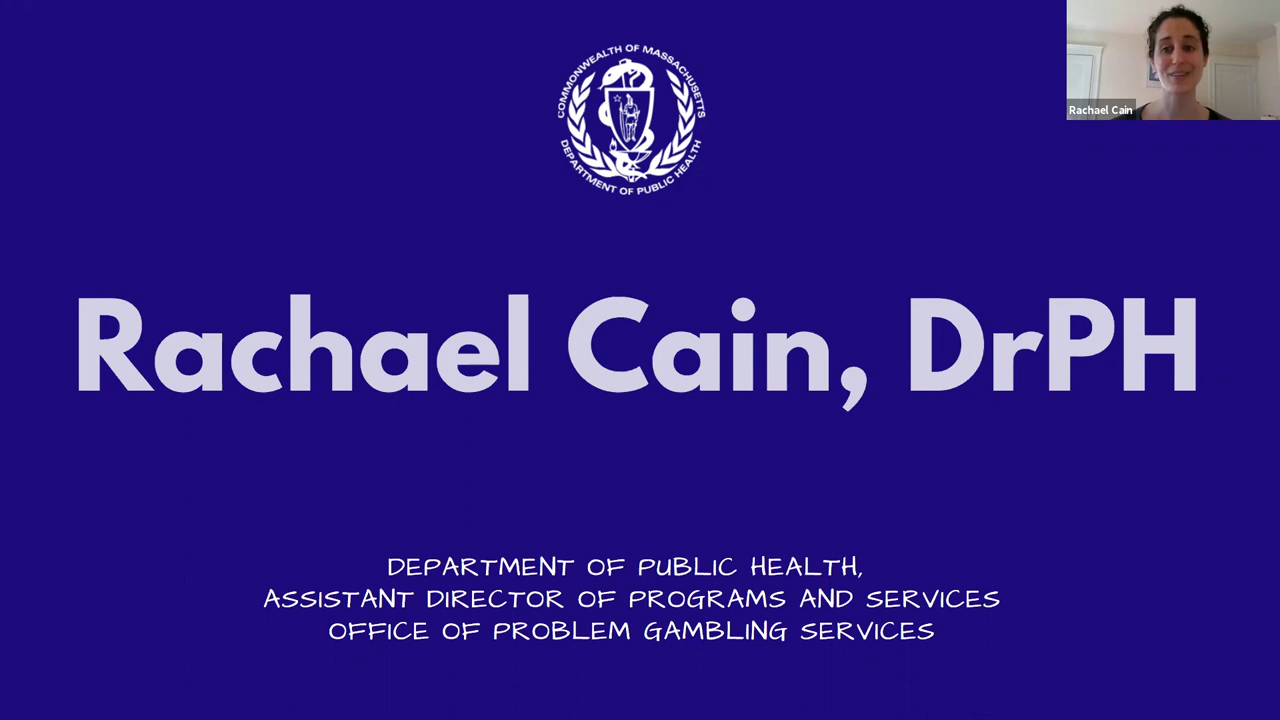 COMMONWEALTH OF MASSACHUSETTS
DEPARTMENT OF PUBLIC HEALTH
Rachael Cain
Rachael Cain, DrPH
DEPARTMENT OF PUBLIC HEALTH,
ASSISTANT DIRECTOR OF PROGRAMS AND SERVICES
OFFICE OF PROBLEM GAMBLING SERVICES